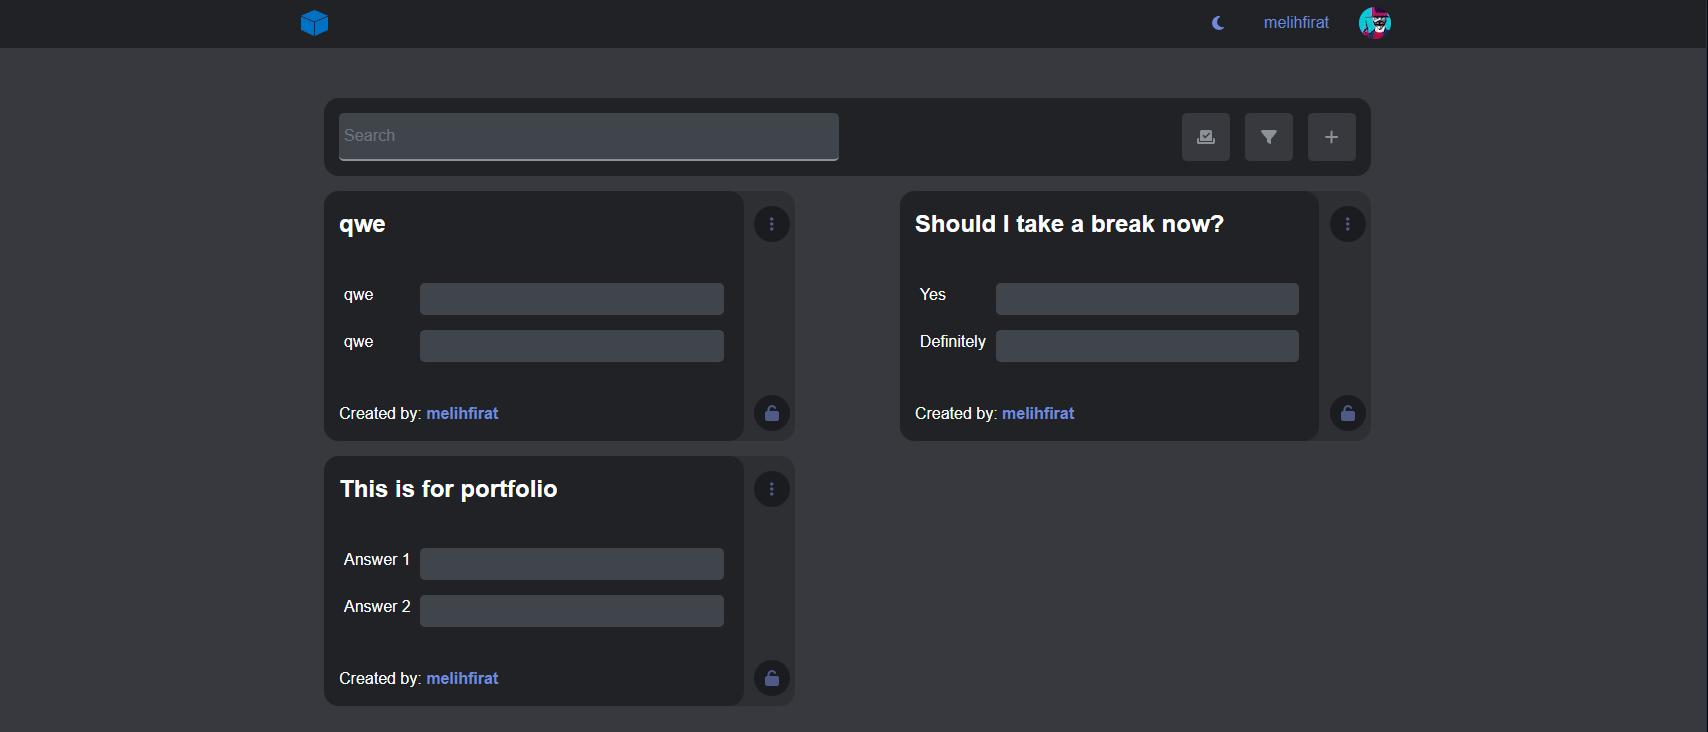 melihfirat
Search
qwe
qwe
qwe
Created by: melihfirat
Should I take a break now?
Yes
Definitely
Created by: melihfirat
This is for portfolio
Answer 1
Answer 2
Created by: melihfirat